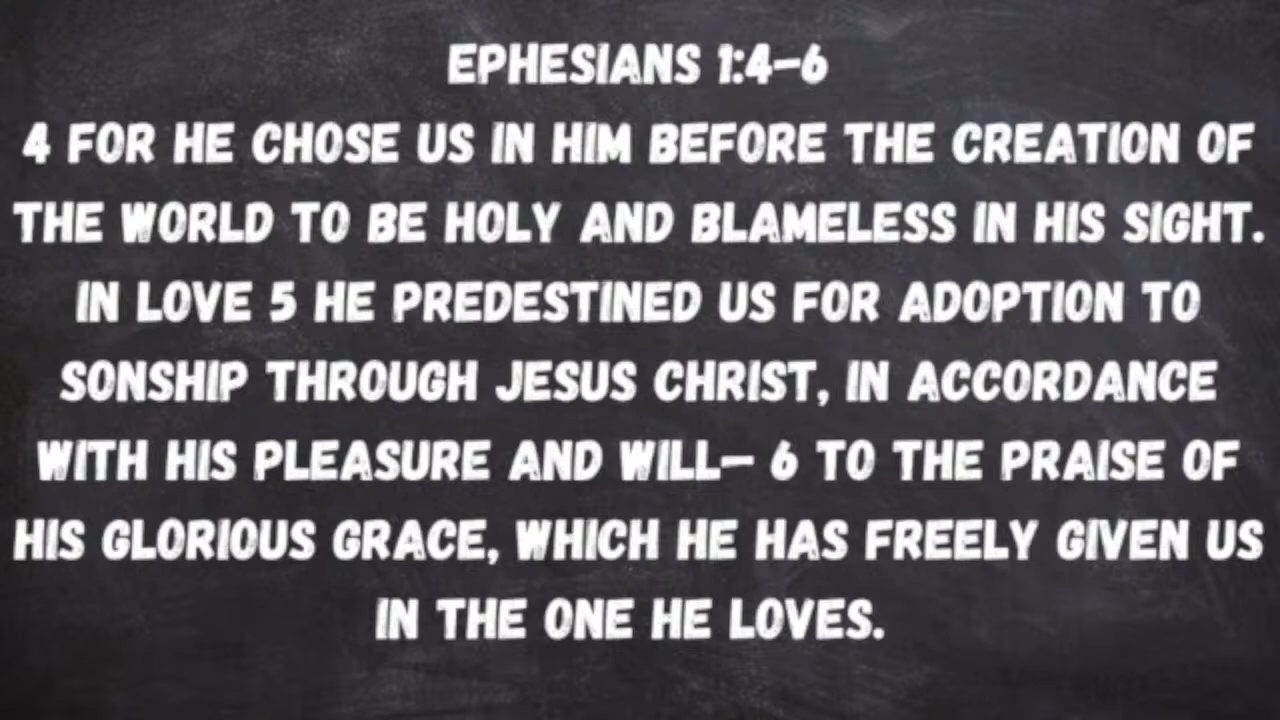 EPHESIANS 1:4–6
4 FOR HE CHOSE US IN HIM BEFORE THE CREATION OF
THE WORLD TO BE HOLY AND BLAMELESS IN HIS SIGHT.
IN LOVE 5 HE PREDESTINED US FOR ADOPTION TO
SONSHIP THROUGH JESUS CHRIST, IN ACCORDANCE
WITH HIS PLEASURE AND WILL— 6 TO THE PRAISE OF
HIS GLORIOUS GRACE, WHICH HE HAS FREELY GIVEN US
IN THE ONE HE LOVES.